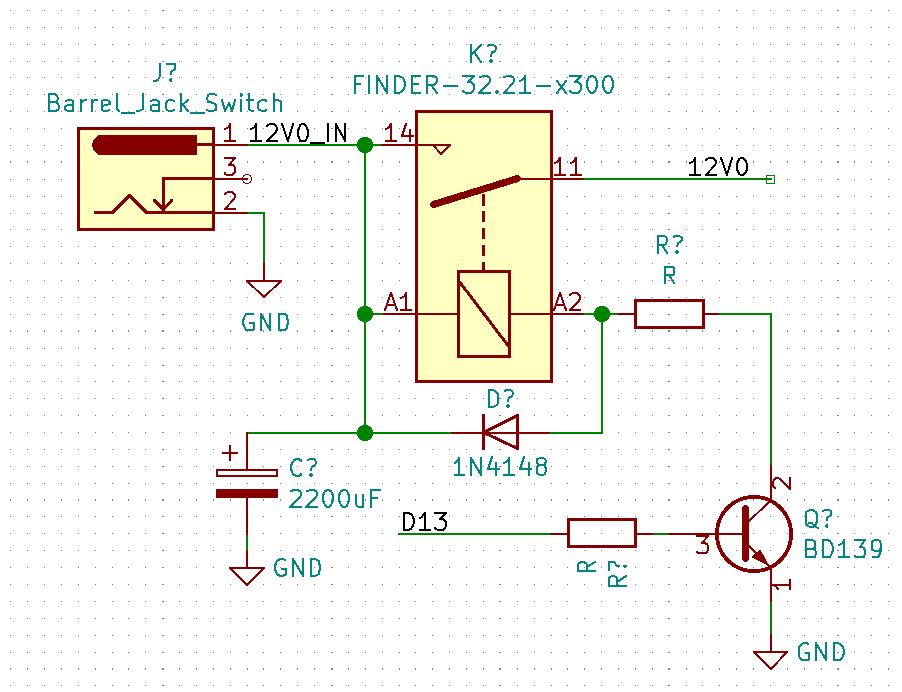 K?
FINDER-32.21-x300
J?
Barrel_Jack_Switch
1
12V0_IN
14
3
11
12V0
2
R?
R
GND
A1
A2
D?
1N4148
+
C?
2200uF
2
D13
3
Q?
BD139
R
R?
GND
1
GND